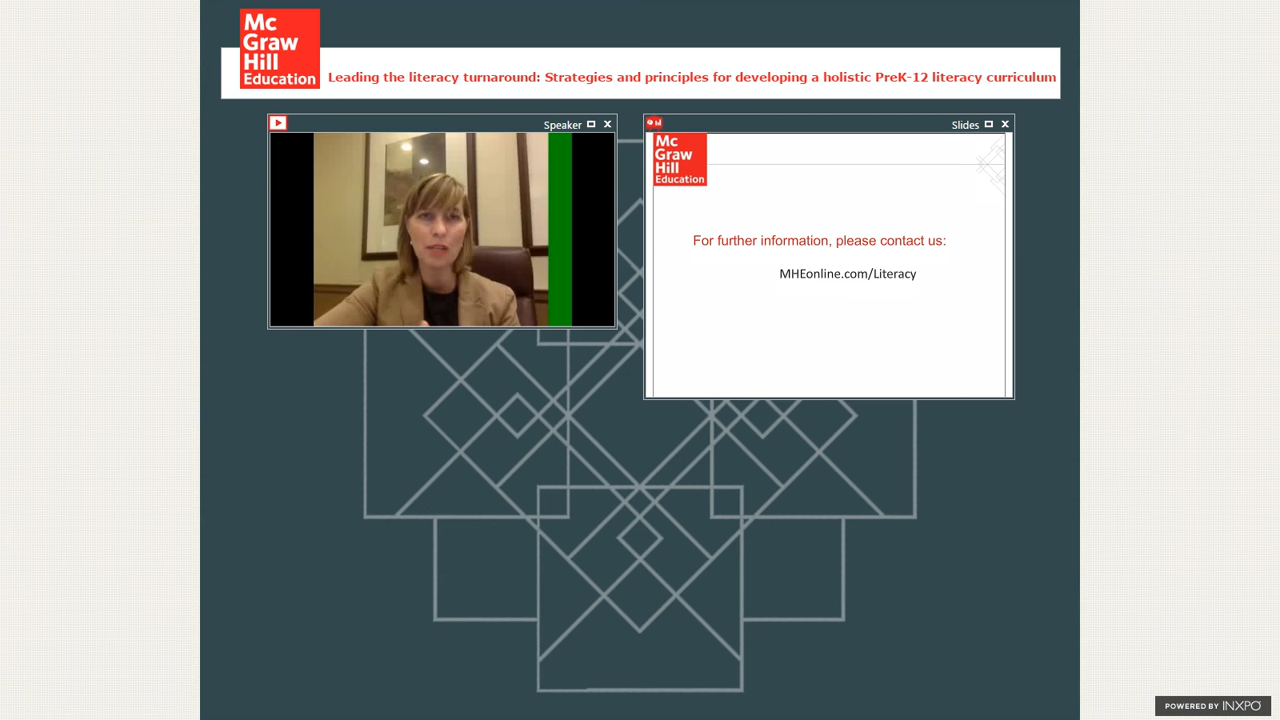 Mc
Graw
Hill
Education
Leading the literacy turnaround: Strategies and principles for developing a holistic PreK-12 literacy curriculum
Speaker
Slides
Mc
Graw
Hill
Education
For further information, please contact us:
MHEonline.com/Literacy
POWERED BY INXPO